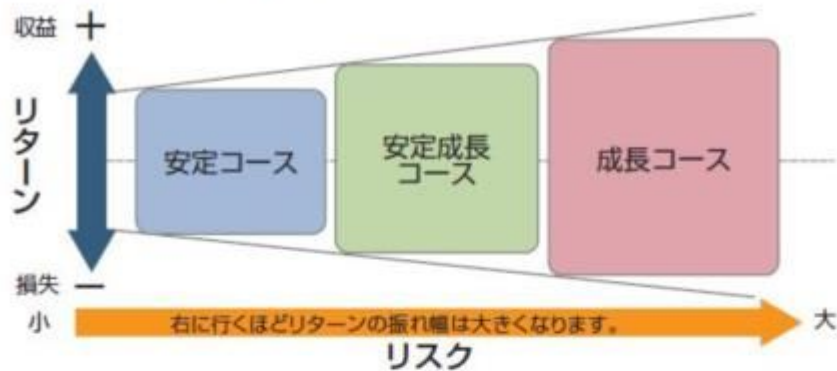 収益 +
リターン
安定コース
安定成長
コース
成長コース
損失 −
小
右に行くほどリターンの振れ幅は大きくなります。
大
リスク